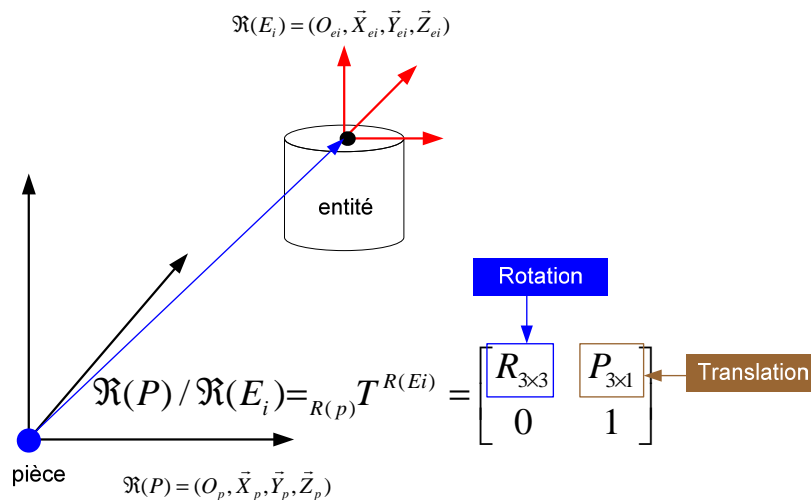 ℜ(E_i) = (O_ei, X⃗_ei, Y⃗_ei, Z⃗_ei)
entité
Rotation
ℜ(P) / ℜ(E_i) = _R(p) T^R(Ei) = [ R_3×3 P_3×1
0 1 ]
Translation
pièce
ℜ(P) = (O_p, X⃗_p, Y⃗_p, Z⃗_p)